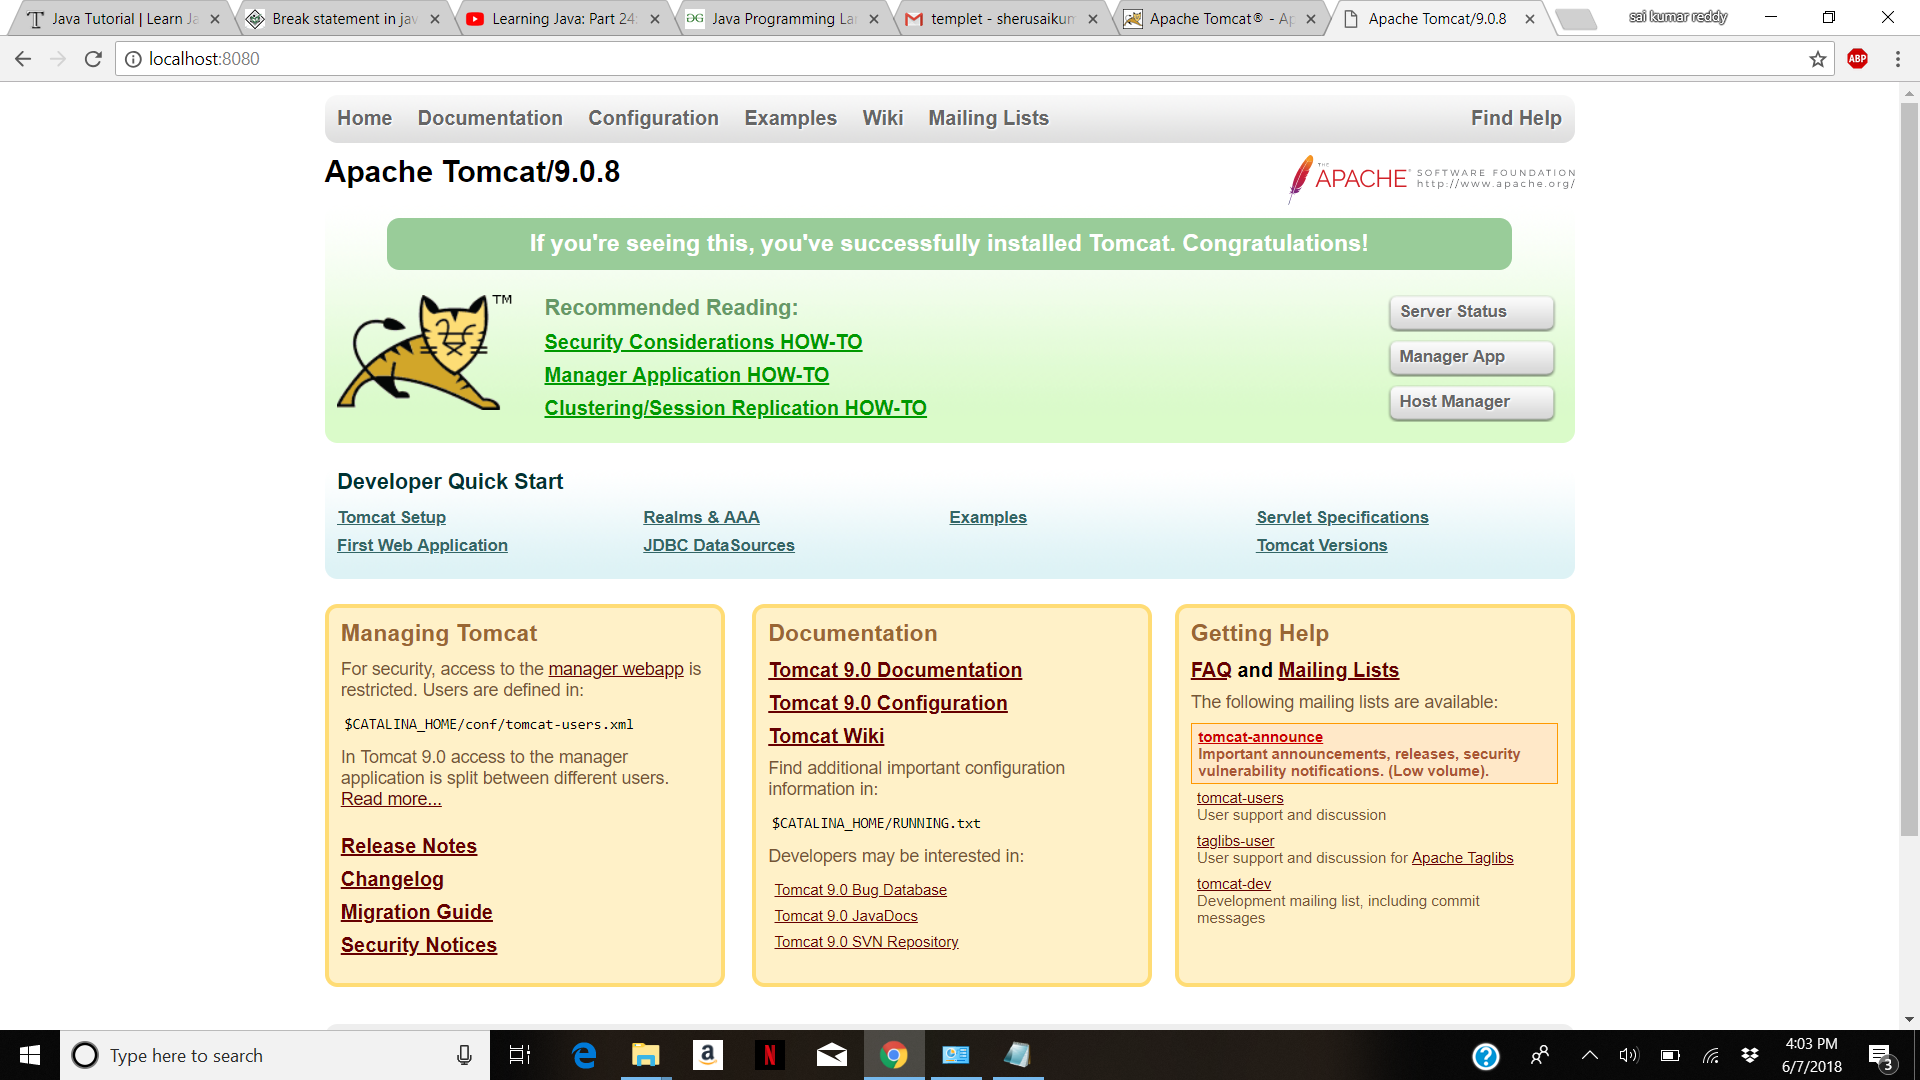 Java Tutorial | Learn Ja
Break statement in jav
Learning Java: Part 24:
Java Programming La
templet - sherusaikum
Apache Tomcat® - Ap
Apache Tomcat/9.0.8
sai kumar reddy
localhost:8080
ABP
Home Documentation Configuration Examples Wiki Mailing Lists Find Help
Apache Tomcat/9.0.8
THE APACHE SOFTWARE FOUNDATION
http://www.apache.org/
If you're seeing this, you've successfully installed Tomcat. Congratulations!
TM
Recommended Reading:
Security Considerations HOW-TO
Manager Application HOW-TO
Clustering/Session Replication HOW-TO
Server Status
Manager App
Host Manager
Developer Quick Start
Tomcat Setup
First Web Application
Realms & AAA
JDBC DataSources
Examples
Servlet Specifications
Tomcat Versions
Managing Tomcat
For security, access to the manager webapp is
restricted. Users are defined in:
$CATALINA_HOME/conf/tomcat-users.xml
In Tomcat 9.0 access to the manager
application is split between different users.
Read more...
Release Notes
Changelog
Migration Guide
Security Notices
Documentation
Tomcat 9.0 Documentation
Tomcat 9.0 Configuration
Tomcat Wiki
Find additional important configuration
information in:
$CATALINA_HOME/RUNNING.txt
Developers may be interested in:
Tomcat 9.0 Bug Database
Tomcat 9.0 JavaDocs
Tomcat 9.0 SVN Repository
Getting Help
FAQ and Mailing Lists
The following mailing lists are available:
tomcat-announce
Important announcements, releases, security
vulnerability notifications. (Low volume).
tomcat-users
User support and discussion
taglibs-user
User support and discussion for Apache Taglibs
tomcat-dev
Development mailing list, including commit
messages
Type here to search
4:03 PM
6/7/2018
3